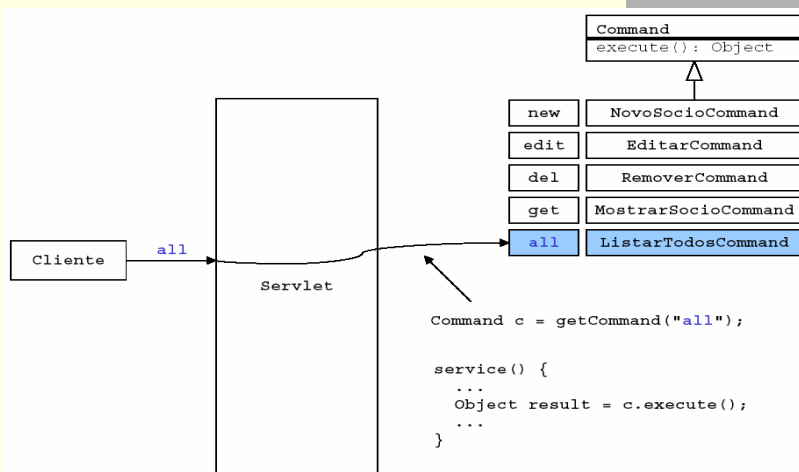 Command
execute(): Object
new NovoSocioCommand
edit EditarCommand
del RemoverCommand
get MostrarSocioCommand
all ListarTodosCommand
Cliente
all
Servlet
Command c = getCommand("all");
service() {
...
Object result = c.execute();
...
}